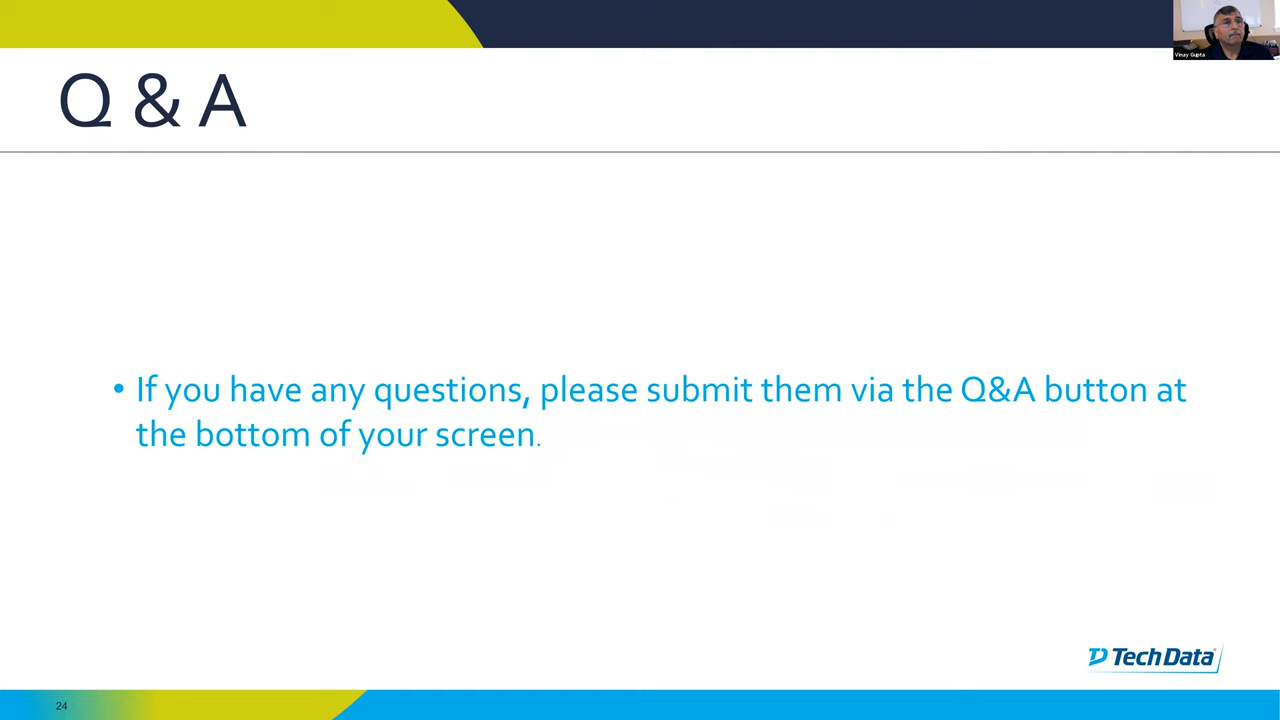 Vinay Gupta
Q & A
• If you have any questions, please submit them via the Q&A button at
the bottom of your screen.
TechData
24